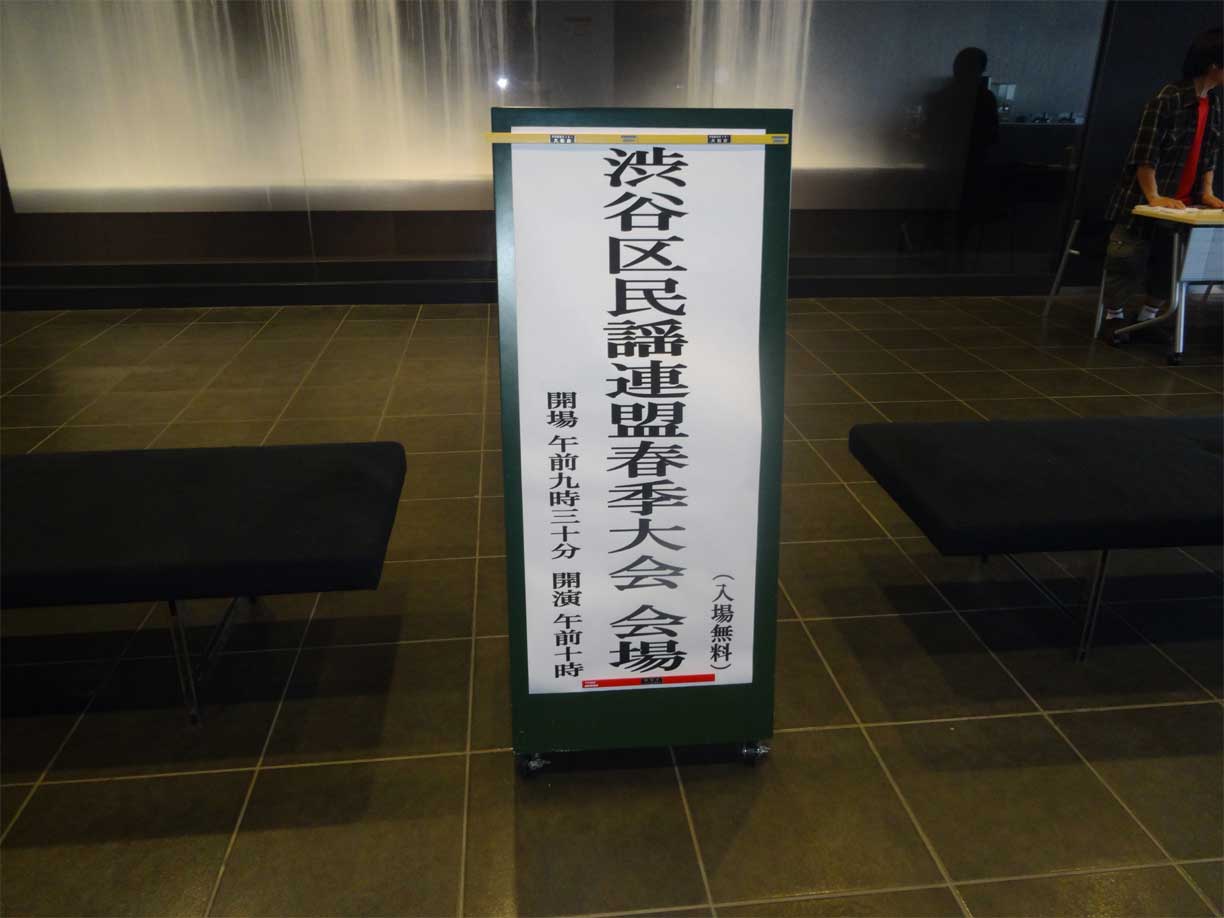 （入場無料）
渋谷区民謡連盟春季大会 会場
開場 午前九時三十分 開演 午前十時